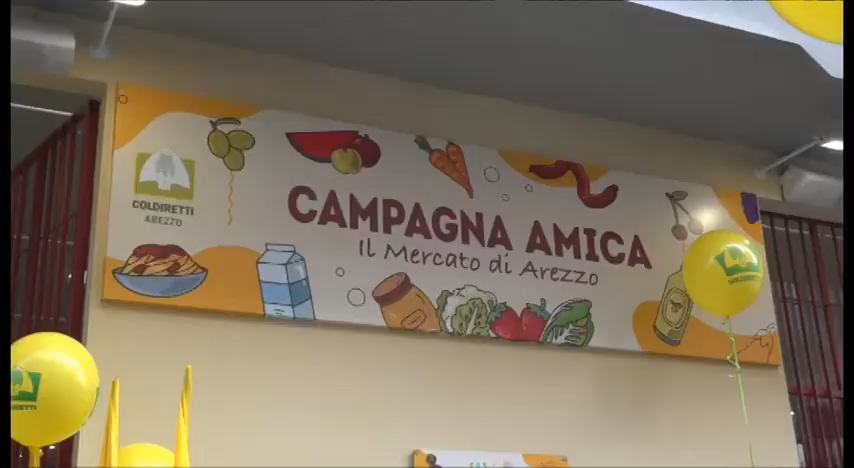 CAMPAGNA AMICA
Il Mercato di Arezzo
COLDIRETTI
AREZZO
COLDIRETTI